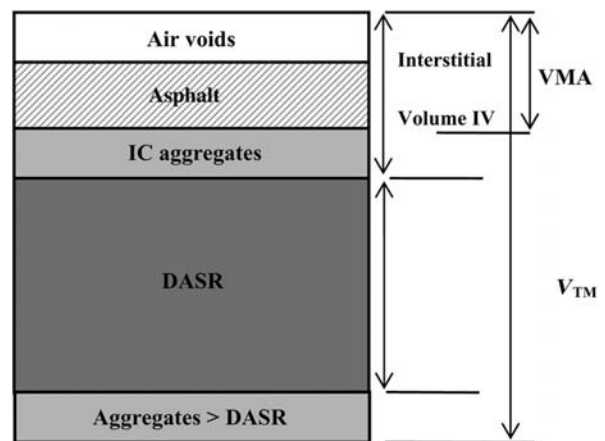 Air voids
Asphalt
IC aggregates
DASR
Aggregates > DASR
Interstitial
Volume IV
VMA
VTM